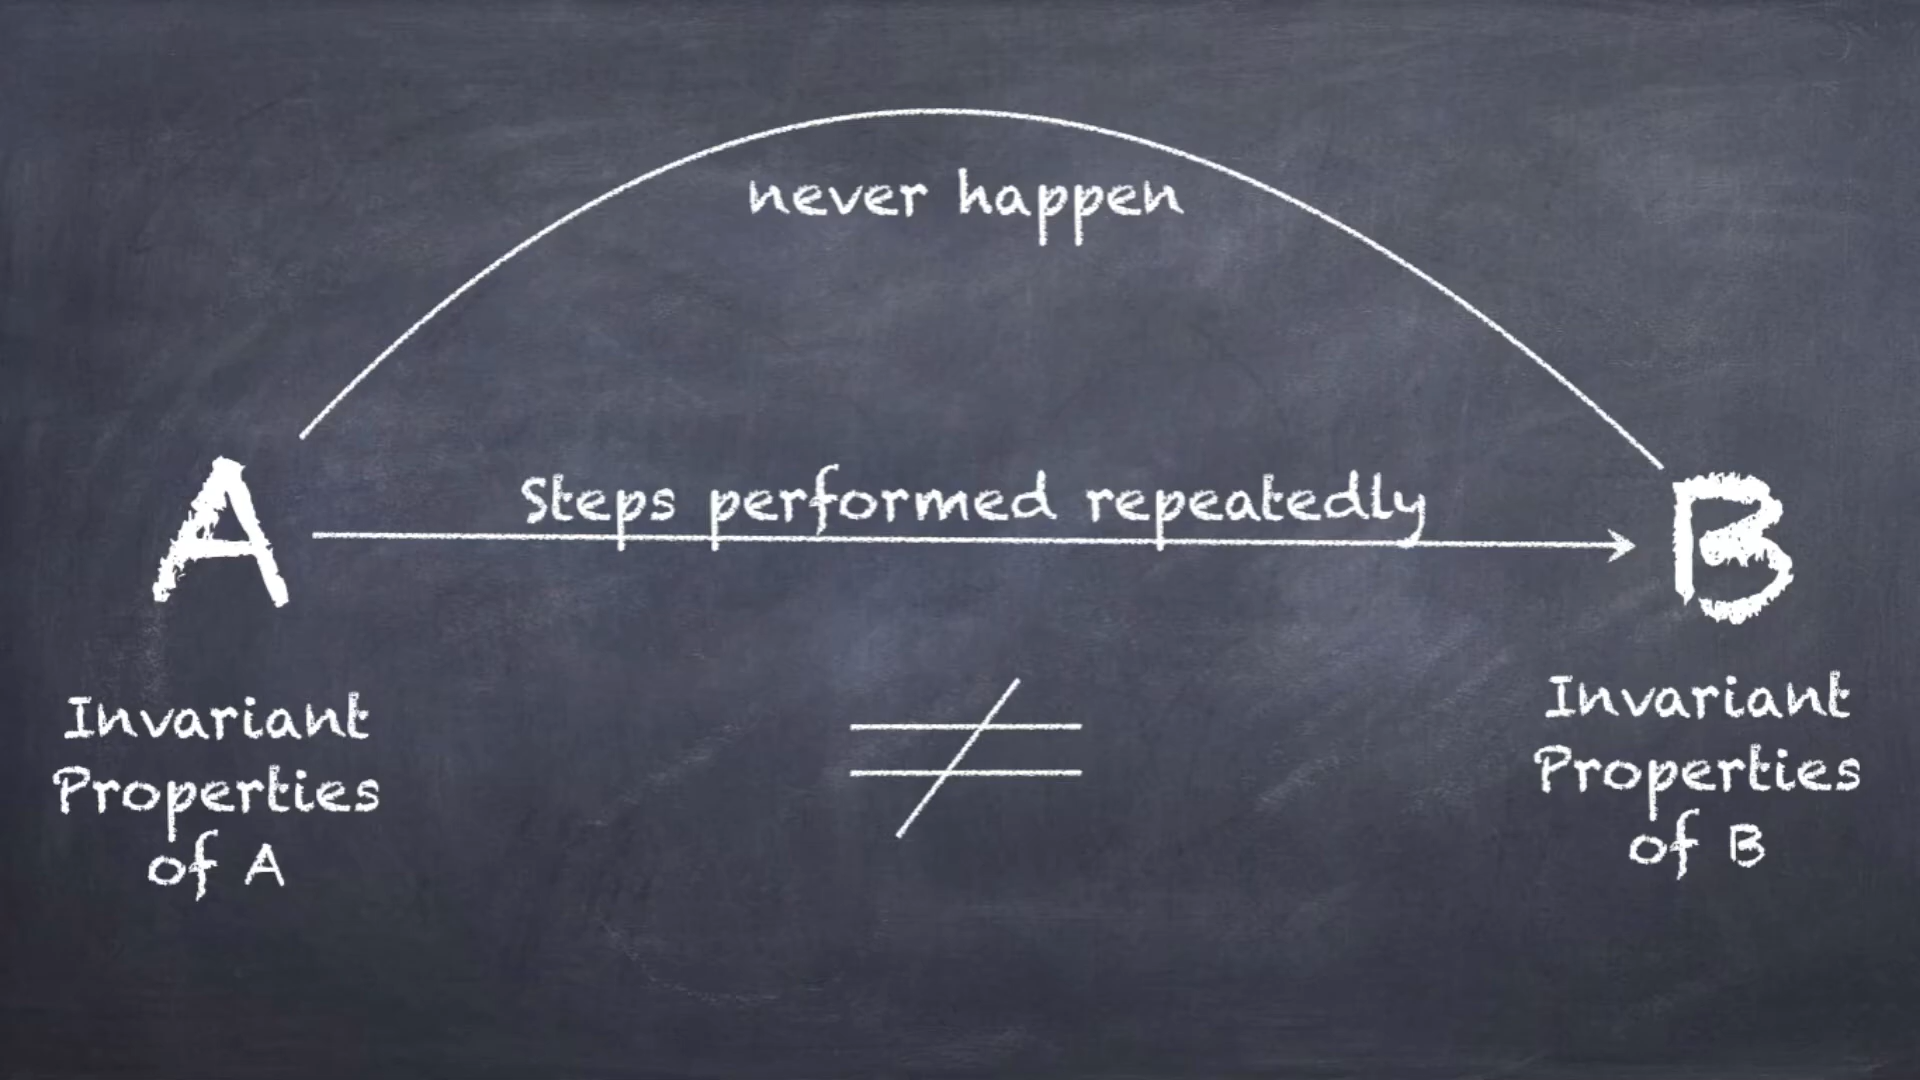 never happen
A
Steps performed repeatedly
B
Invariant
Properties
of A
≠
Invariant
Properties
of B